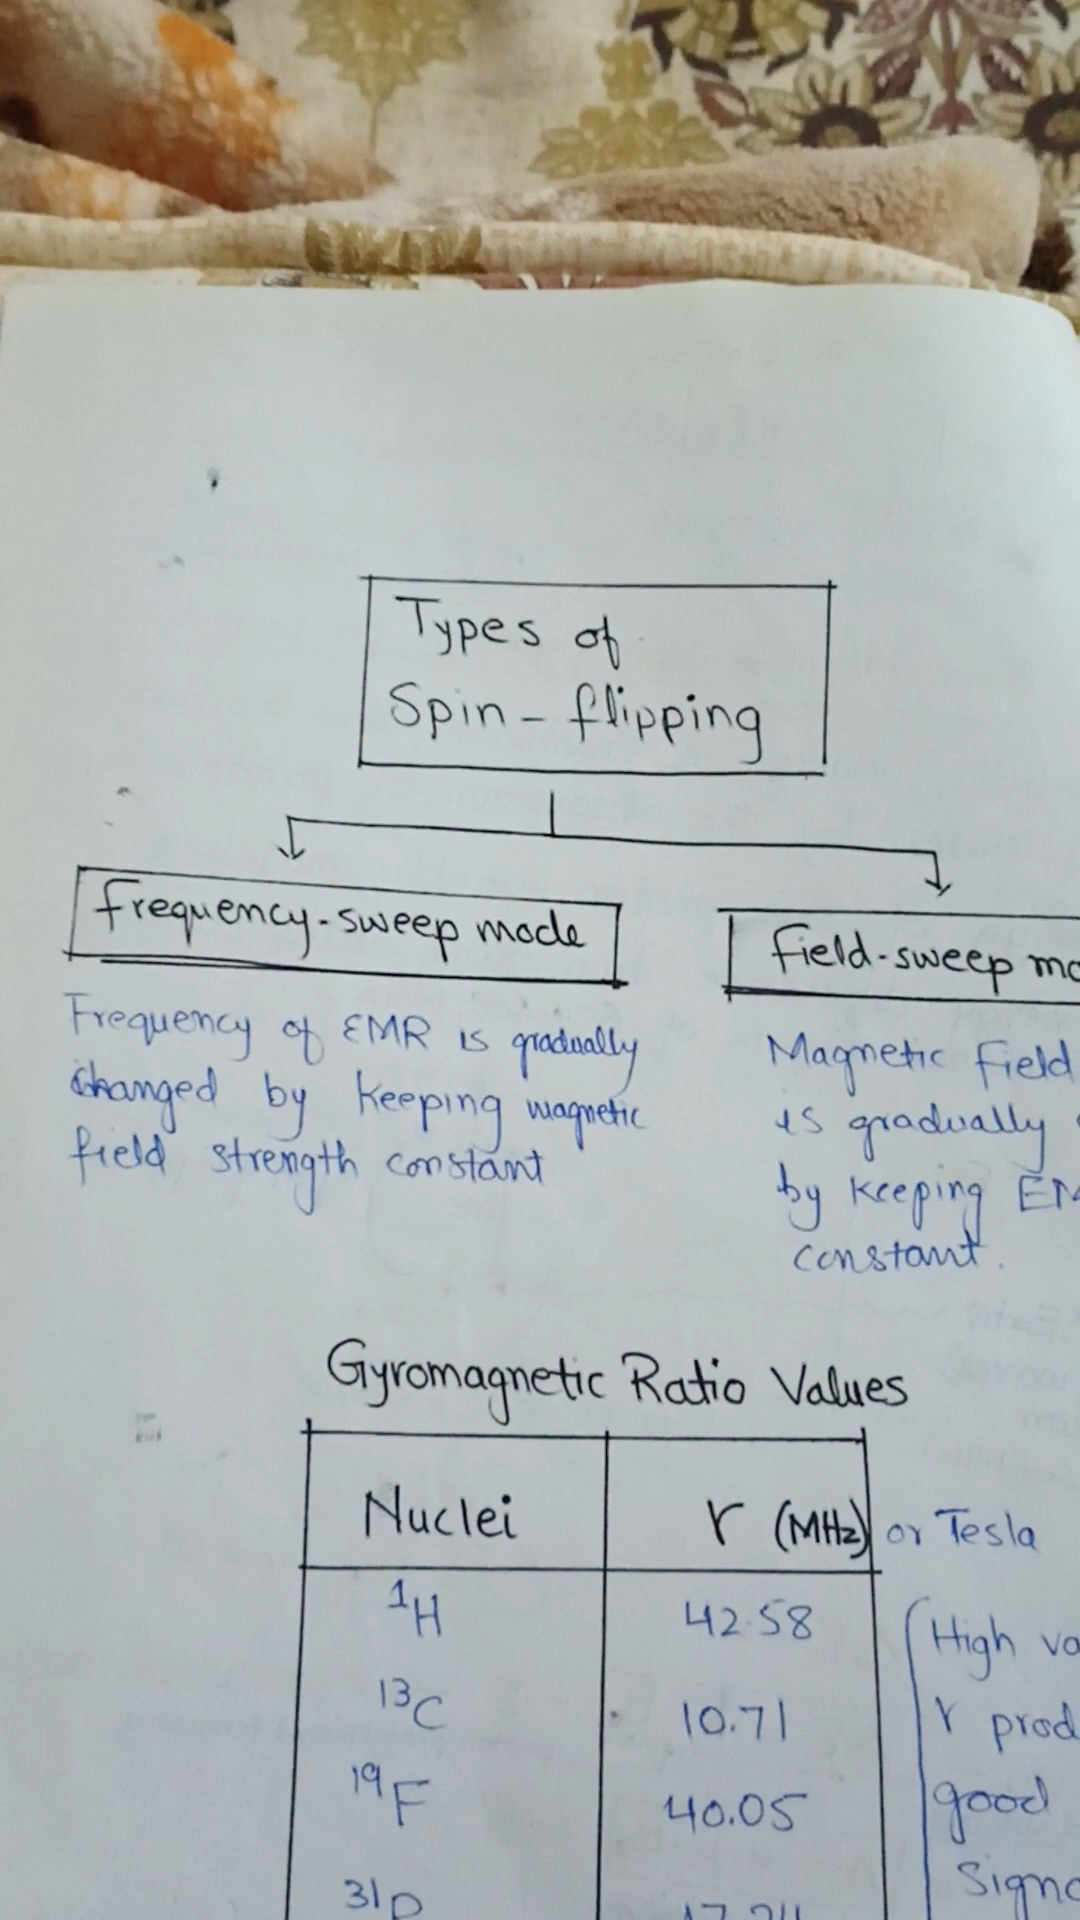 Types of
Spin - flipping
frequency-sweep mode
Field-sweep
Frequency of EMR is gradually
changed by keeping magnetic
field strength constant
Magnetic field
is gradually
by keeping
constant.
Gyromagnetic Ratio Values
Nuclei
r (MHz) or Tesla
1H
42.58
High
13C
10.71
r
19F
40.05
good
31P